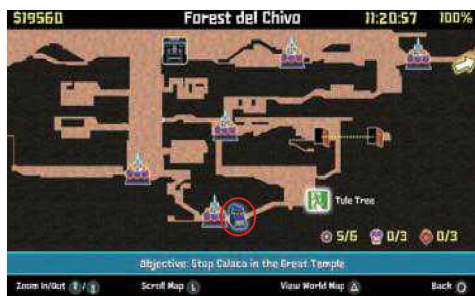 $19560 Forest del Chivo 11:20:57 100%
Tule Tree
5/6 0/3 0/3
Objective: Stop Calaca in the Great Temple
Zoom In/Out / Scroll Map L View World Map Back